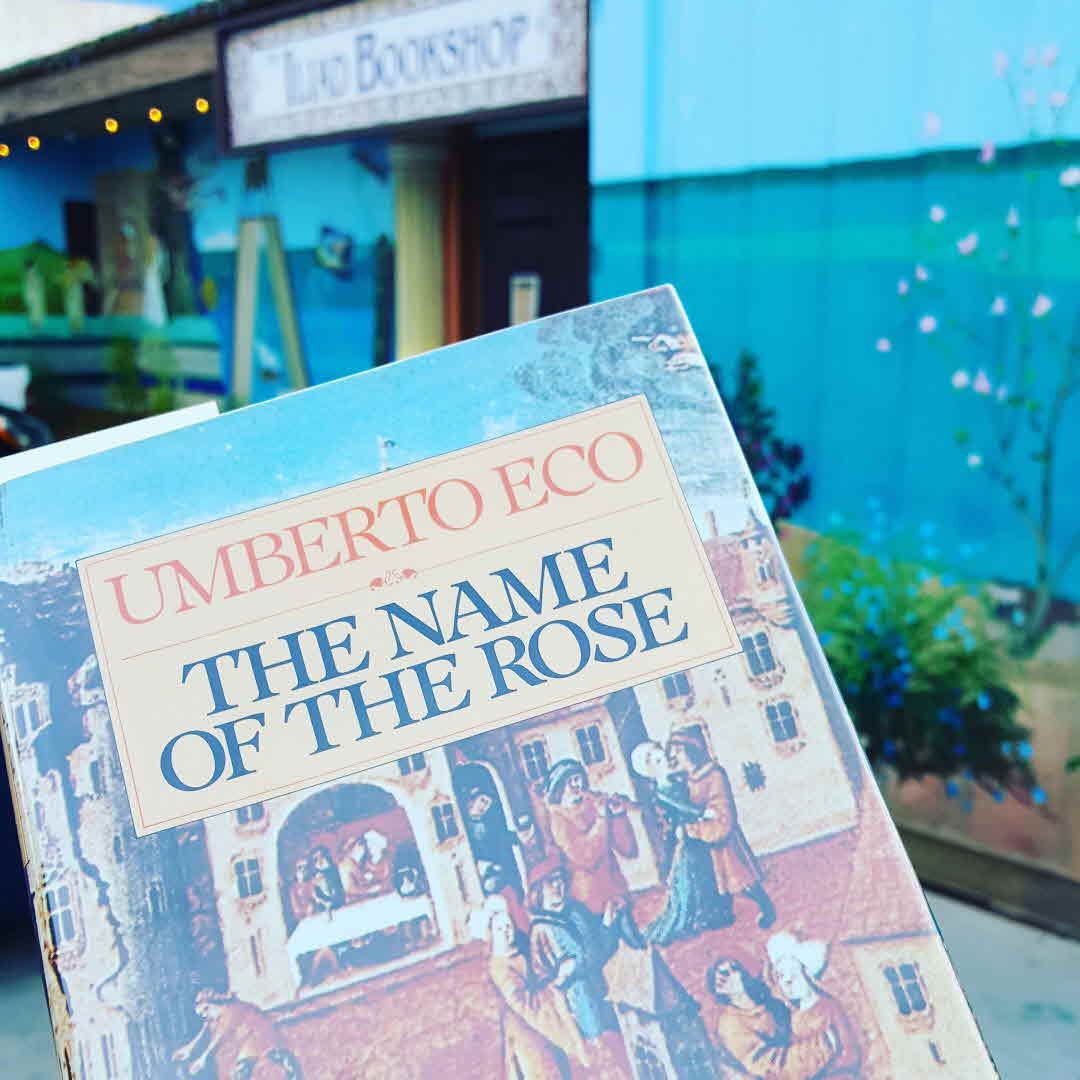 ILIAD BOOKSHOP
UMBERTO ECO
THE NAME
OF THE ROSE